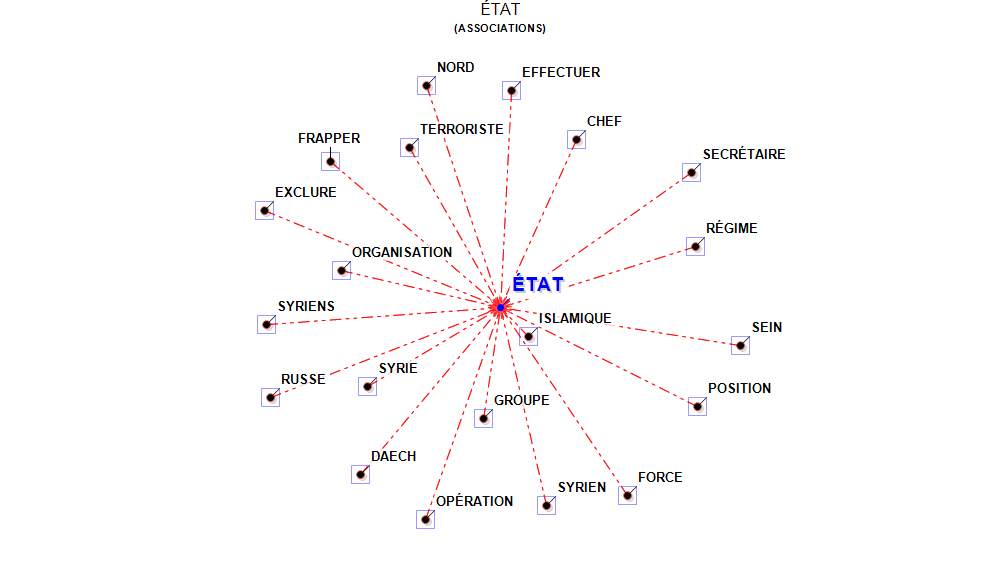 ÉTAT
(ASSOCIATIONS)
NORD
EFFECTUER
CHEF
TERRORISTE
FRAPPER
SECRÉTAIRE
EXCLURE
RÉGIME
ORGANISATION
ÉTAT
SYRIENS
ISLAMIQUE
SEIN
SYRIE
RUSSE
POSITION
GROUPE
DAECH
FORCE
SYRIEN
OPÉRATION